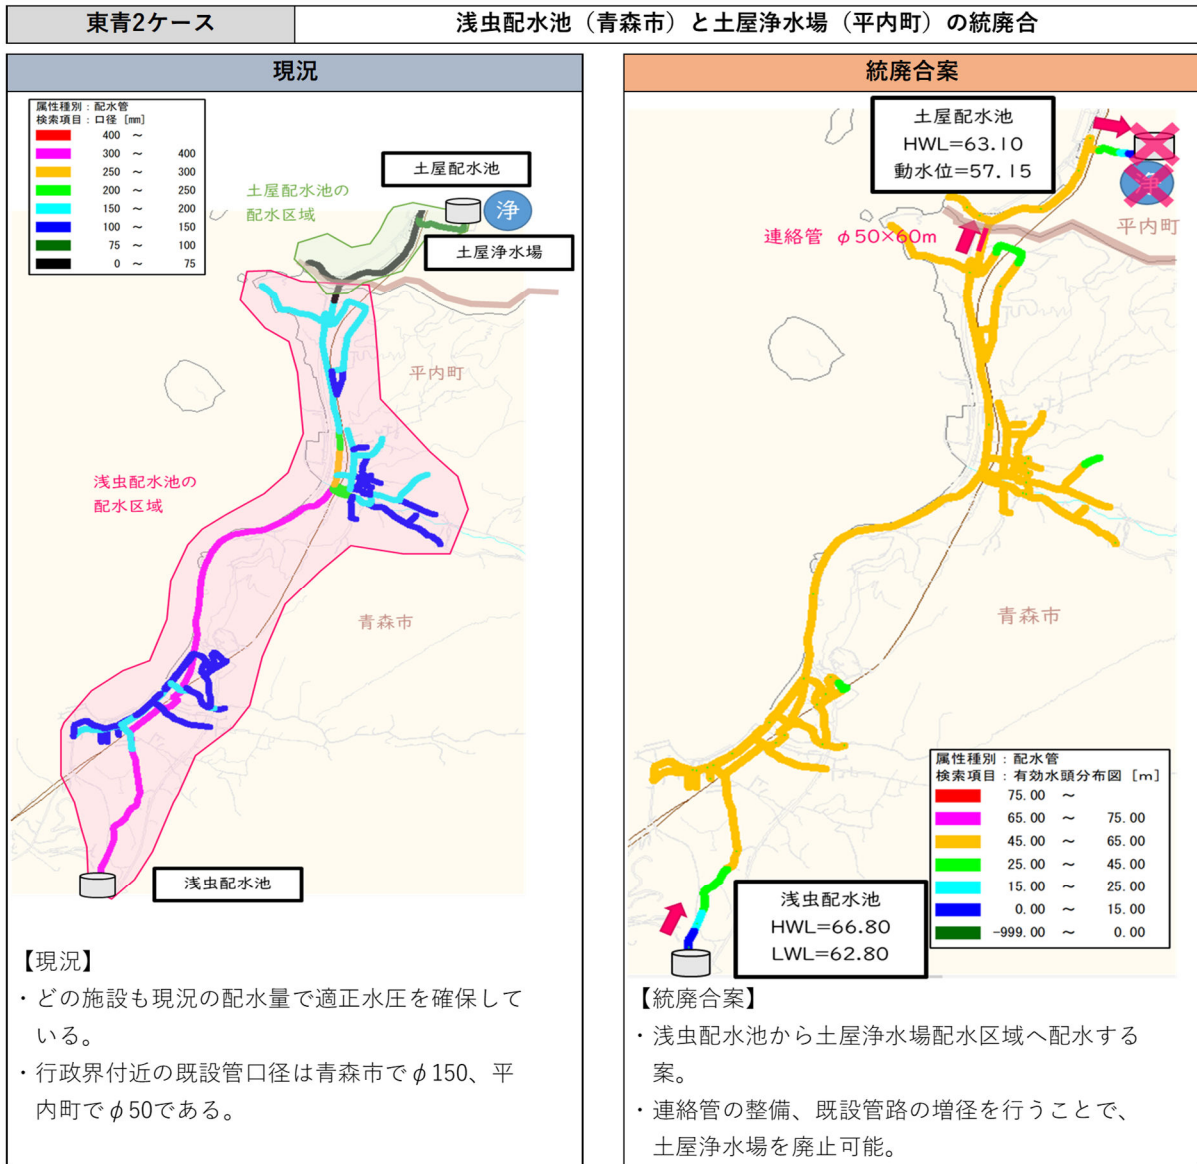 東青2ケース
浅虫配水池（青森市）と土屋浄水場（平内町）の統廃合
現況
属性種別：配水管
検索項目：口径 [mm]
400 ～
300 ～ 400
250 ～ 300
200 ～ 250
150 ～ 200
100 ～ 150
75 ～ 100
0 ～ 75
土屋配水池の
配水区域
土屋配水池
浄
土屋浄水場
平内町
浅虫配水池の
配水区域
青森市
浅虫配水池
【現況】
・どの施設も現況の配水量で適正水圧を確保して
いる。
・行政界付近の既設管口径は青森市でφ150、平
内町でφ50である。
統廃合案
土屋配水池
HWL=63.10
動水位=57.15
浄
平内町
連絡管 φ50×60m
青森市
属性種別：配水管
検索項目：有効水頭分布図 [m]
75.00 ～
65.00 ～ 75.00
45.00 ～ 65.00
25.00 ～ 45.00
15.00 ～ 25.00
0.00 ～ 15.00
-999.00 ～ 0.00
浅虫配水池
HWL=66.80
LWL=62.80
【統廃合案】
・浅虫配水池から土屋浄水場配水区域へ配水する
案。
・連絡管の整備、既設管路の増径を行うことで、
土屋浄水場を廃止可能。